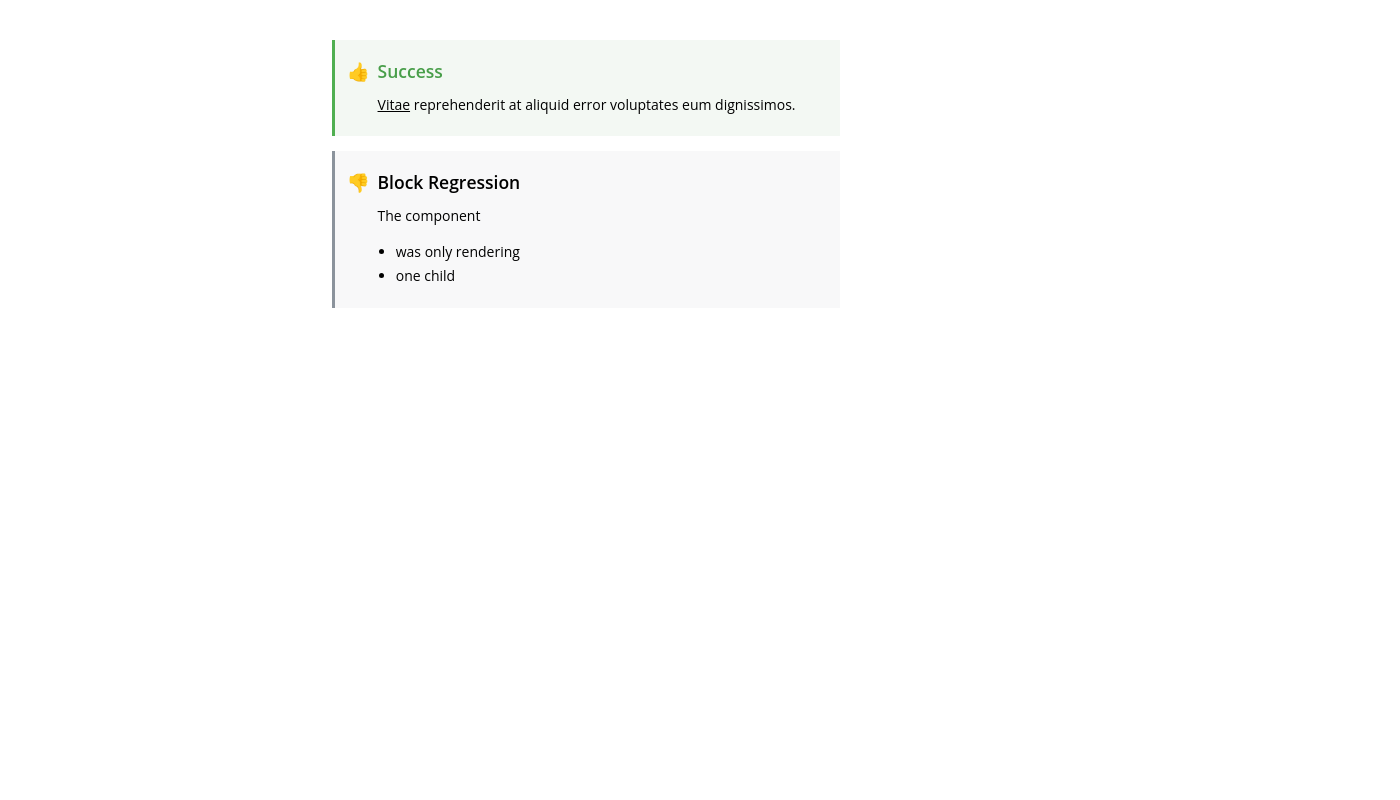 👍 Success
Vitae reprehenderit at aliquid error voluptates eum dignissimos.
👎 Block Regression
The component
• was only rendering
• one child